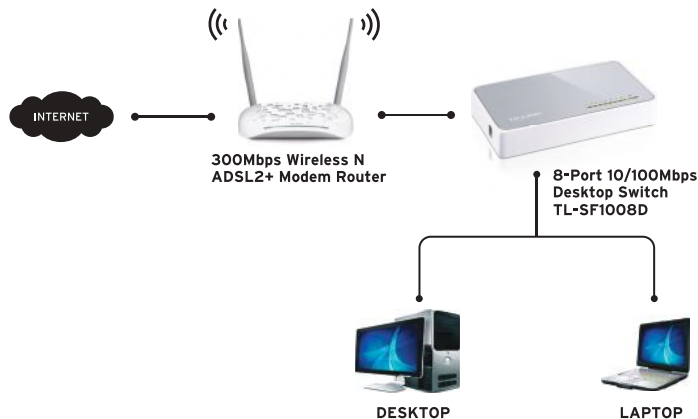 INTERNET
300Mbps Wireless N
ADSL2+ Modem Router
8-Port 10/100Mbps
Desktop Switch
TL-SF1008D
DESKTOP
LAPTOP